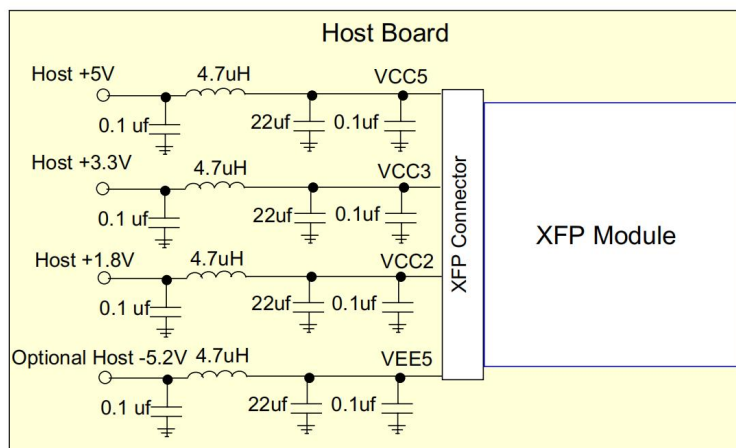 Host Board
Host +5V
4.7uH
VCC5
0.1 uf
22uf
0.1uf
Host +3.3V
4.7uH
VCC3
0.1 uf
22uf
0.1uf
Host +1.8V
4.7uH
VCC2
0.1 uf
22uf
0.1uf
Optional Host -5.2V
4.7uH
VEE5
0.1 uf
22uf
0.1uf
XFP Connector
XFP Module